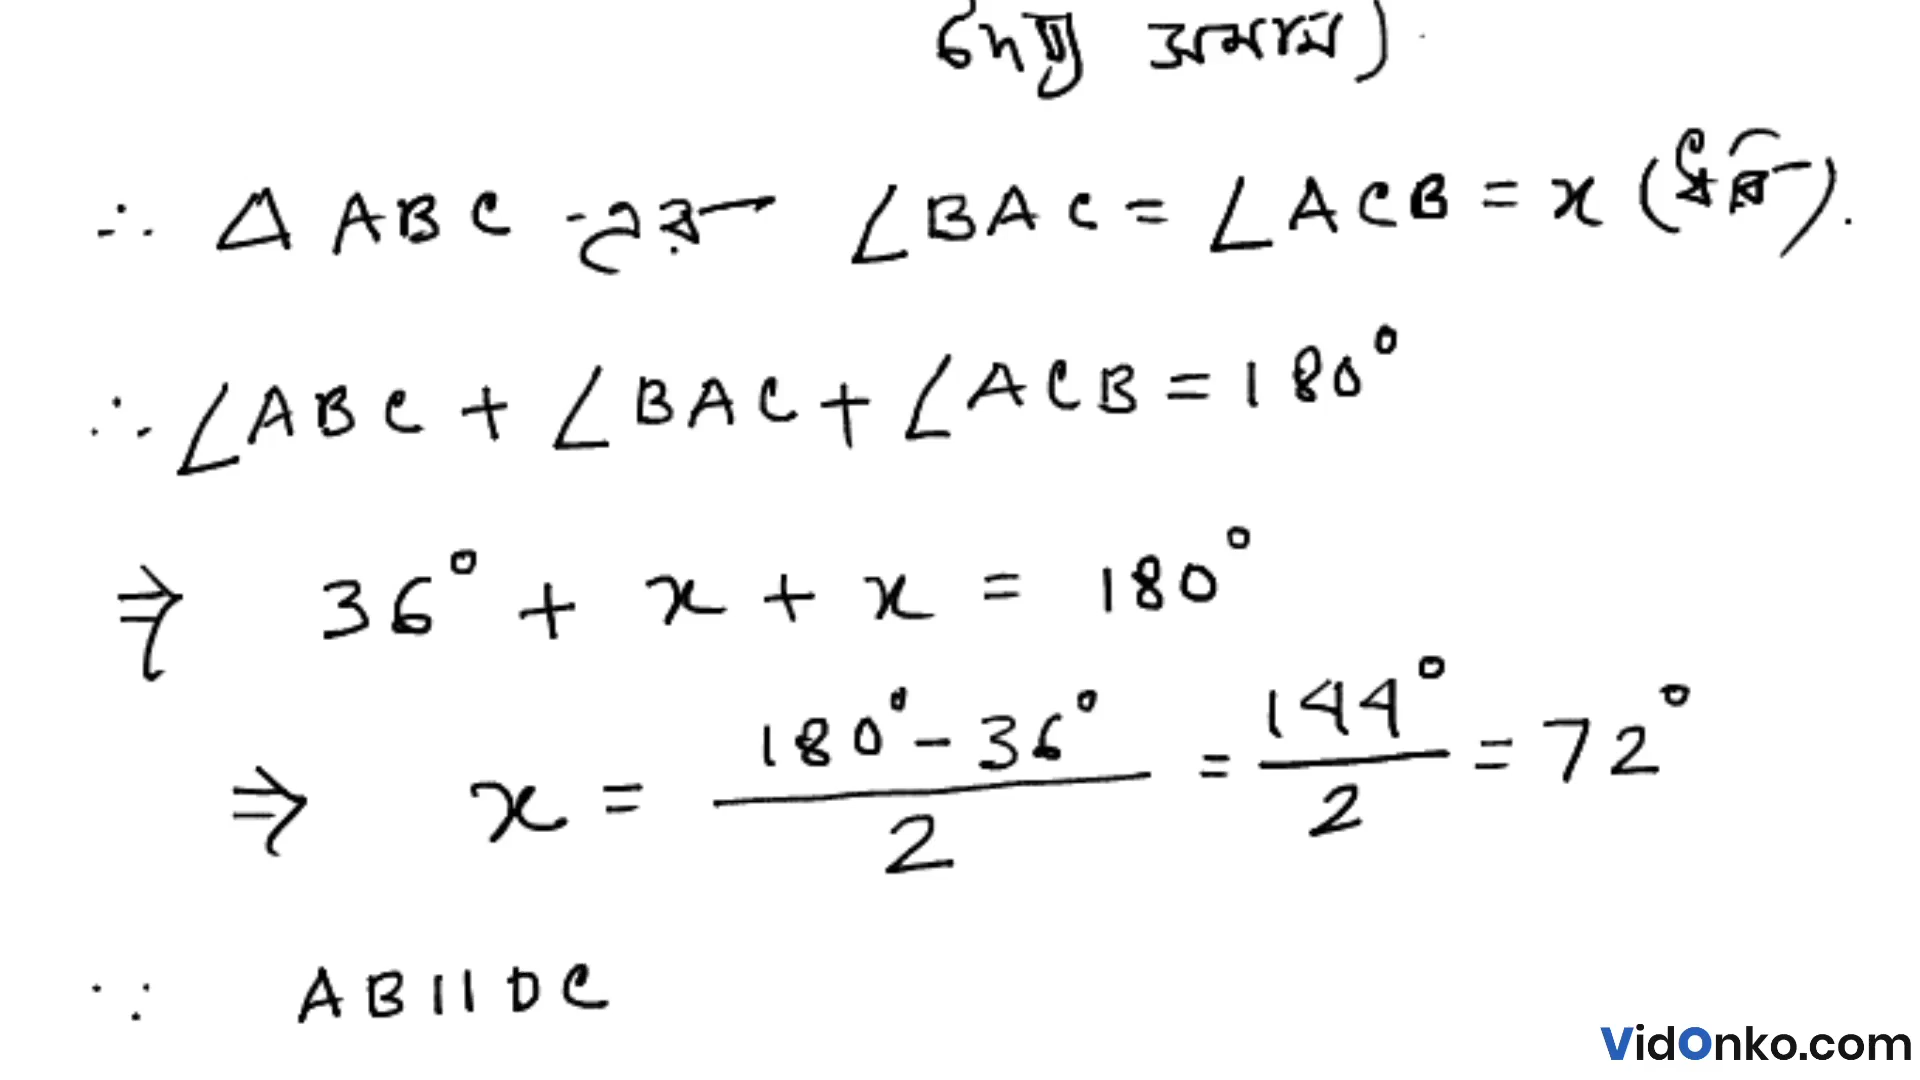 সমান)
∴ △ABC এর ∠BAC = ∠ACB = x (ধরি).
∴ ∠ABC + ∠BAC + ∠ACB = 180°
⇒ 36° + x + x = 180°
⇒ x = (180° - 36°)/2 = 144°/2 = 72°
∵ AB || DC
VidOnko.com